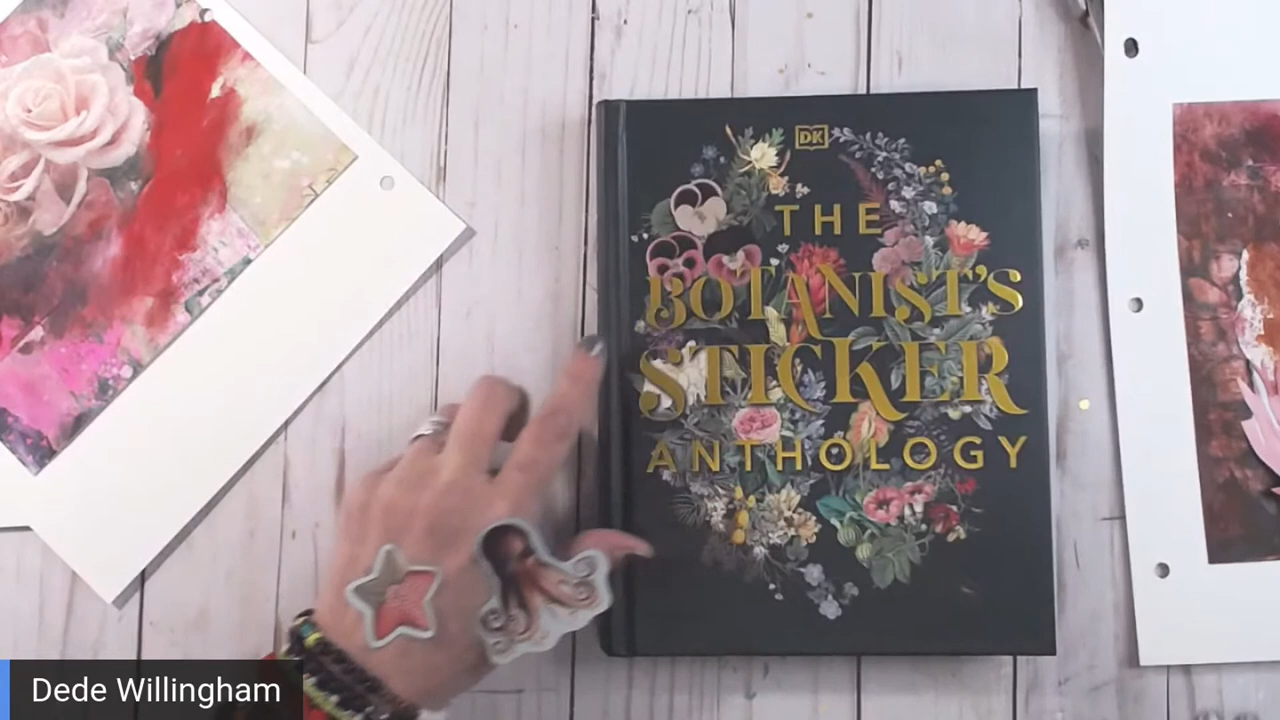 DK
THE
BOTANIST'S
STICKER
ANTHOLOGY
Dede Willingham